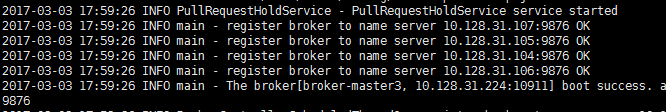 2017-03-03 17:59:26 INFO PullRequestHoldService - PullRequestHoldService service started
2017-03-03 17:59:26 INFO main - register broker to name server 10.128.31.107:9876 OK
2017-03-03 17:59:26 INFO main - register broker to name server 10.128.31.105:9876 OK
2017-03-03 17:59:26 INFO main - register broker to name server 10.128.31.106:9876 OK
2017-03-03 17:59:26 INFO main - register broker to name server 10.128.31.104:9876 OK
2017-03-03 17:59:26 INFO main - The broker[broker-master3, 10.128.31.224:10911] boot success. a
9876